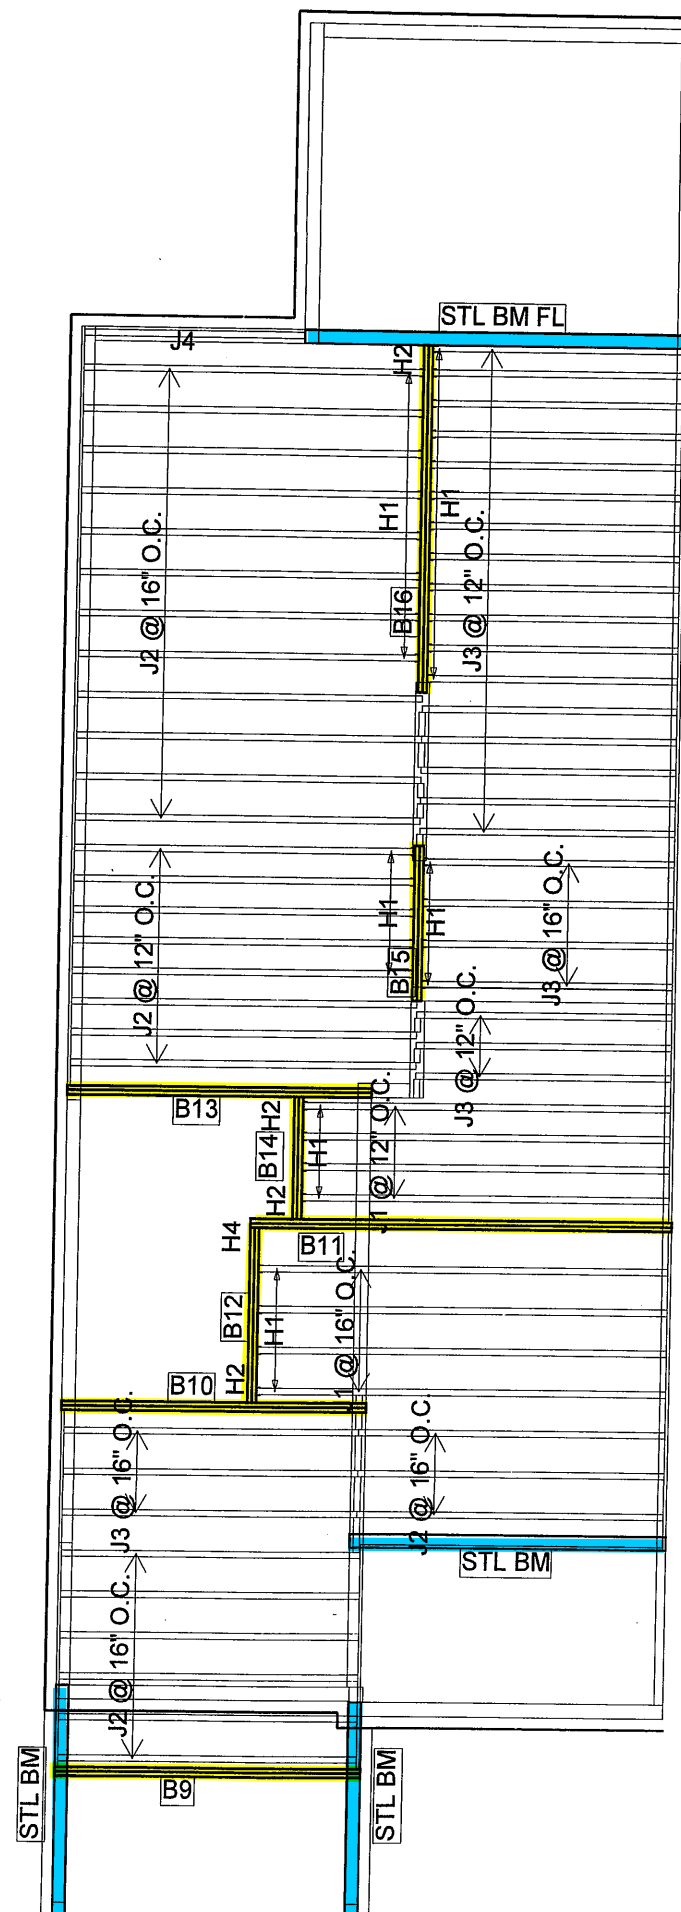 STL BM FL
J4
H2
H1
H1
J2 @ 16" O.C.
B16
J3 @ 12" O.C.
J2 @ 12" O.C.
H1
H1
B15
J3 @ 16" O.C.
J3 @ 12" O.C.
B13
H2
B14
H1
J1 @ 12" O.C.
H2
H4
B11
B12
H1
1 @ 16" O.C.
H2
B10
J3 @ 16" O.C.
J2 @ 16" O.C.
STL BM
J2 @ 16" O.C.
STL BM
B9
STL BM